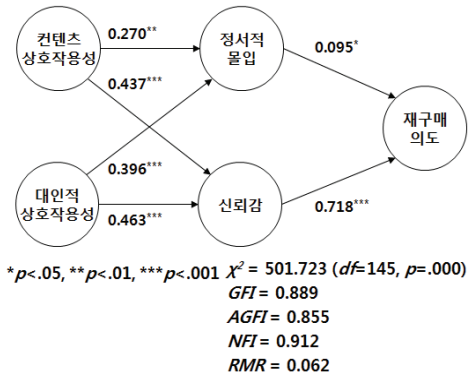 컨텐츠
상호작용성
0.270**
정서적
몰입
0.095*
0.437***
재구매
의도
대인적
상호작용성
0.396***
0.463***
신뢰감
0.718***
*p<.05, **p<.01, ***p<.001
χ² = 501.723 (df=145, p=.000)
GFI = 0.889
AGFI = 0.855
NFI = 0.912
RMR = 0.062